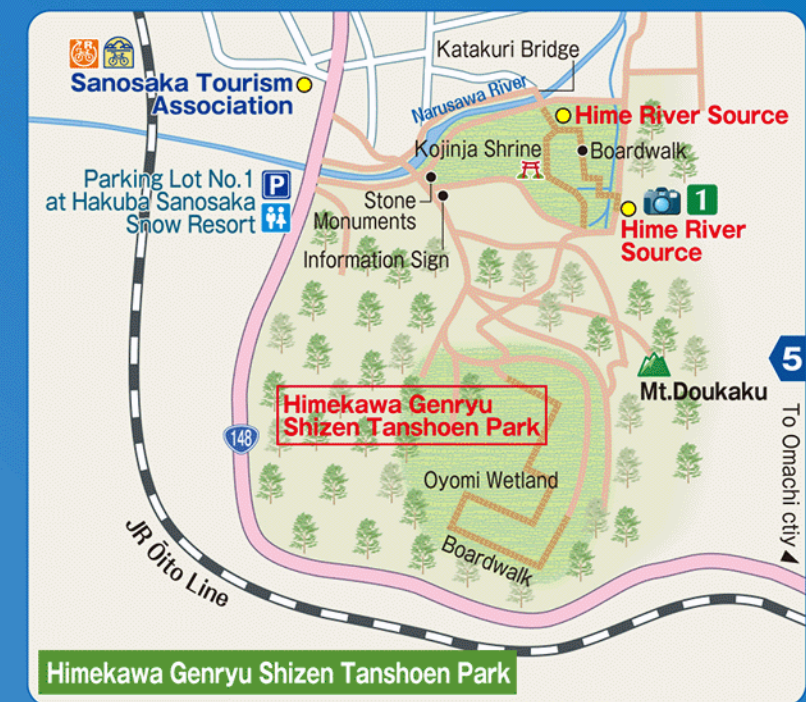 Katakuri Bridge
Sanosaka Tourism
Association
Narusawa River
Hime River Source
Kojinja Shrine
Boardwalk
Parking Lot No.1
at Hakuba Sanosaka
Snow Resort
P
Stone
Monuments
1
Hime River
Source
Information Sign
5
Mt.Doukaku
To Omachi ctiy
Himekawa Genryu
Shizen Tanshoen Park
148
Oyomi Wetland
Boardwalk
JR Ōito Line
Himekawa Genryu Shizen Tanshoen Park